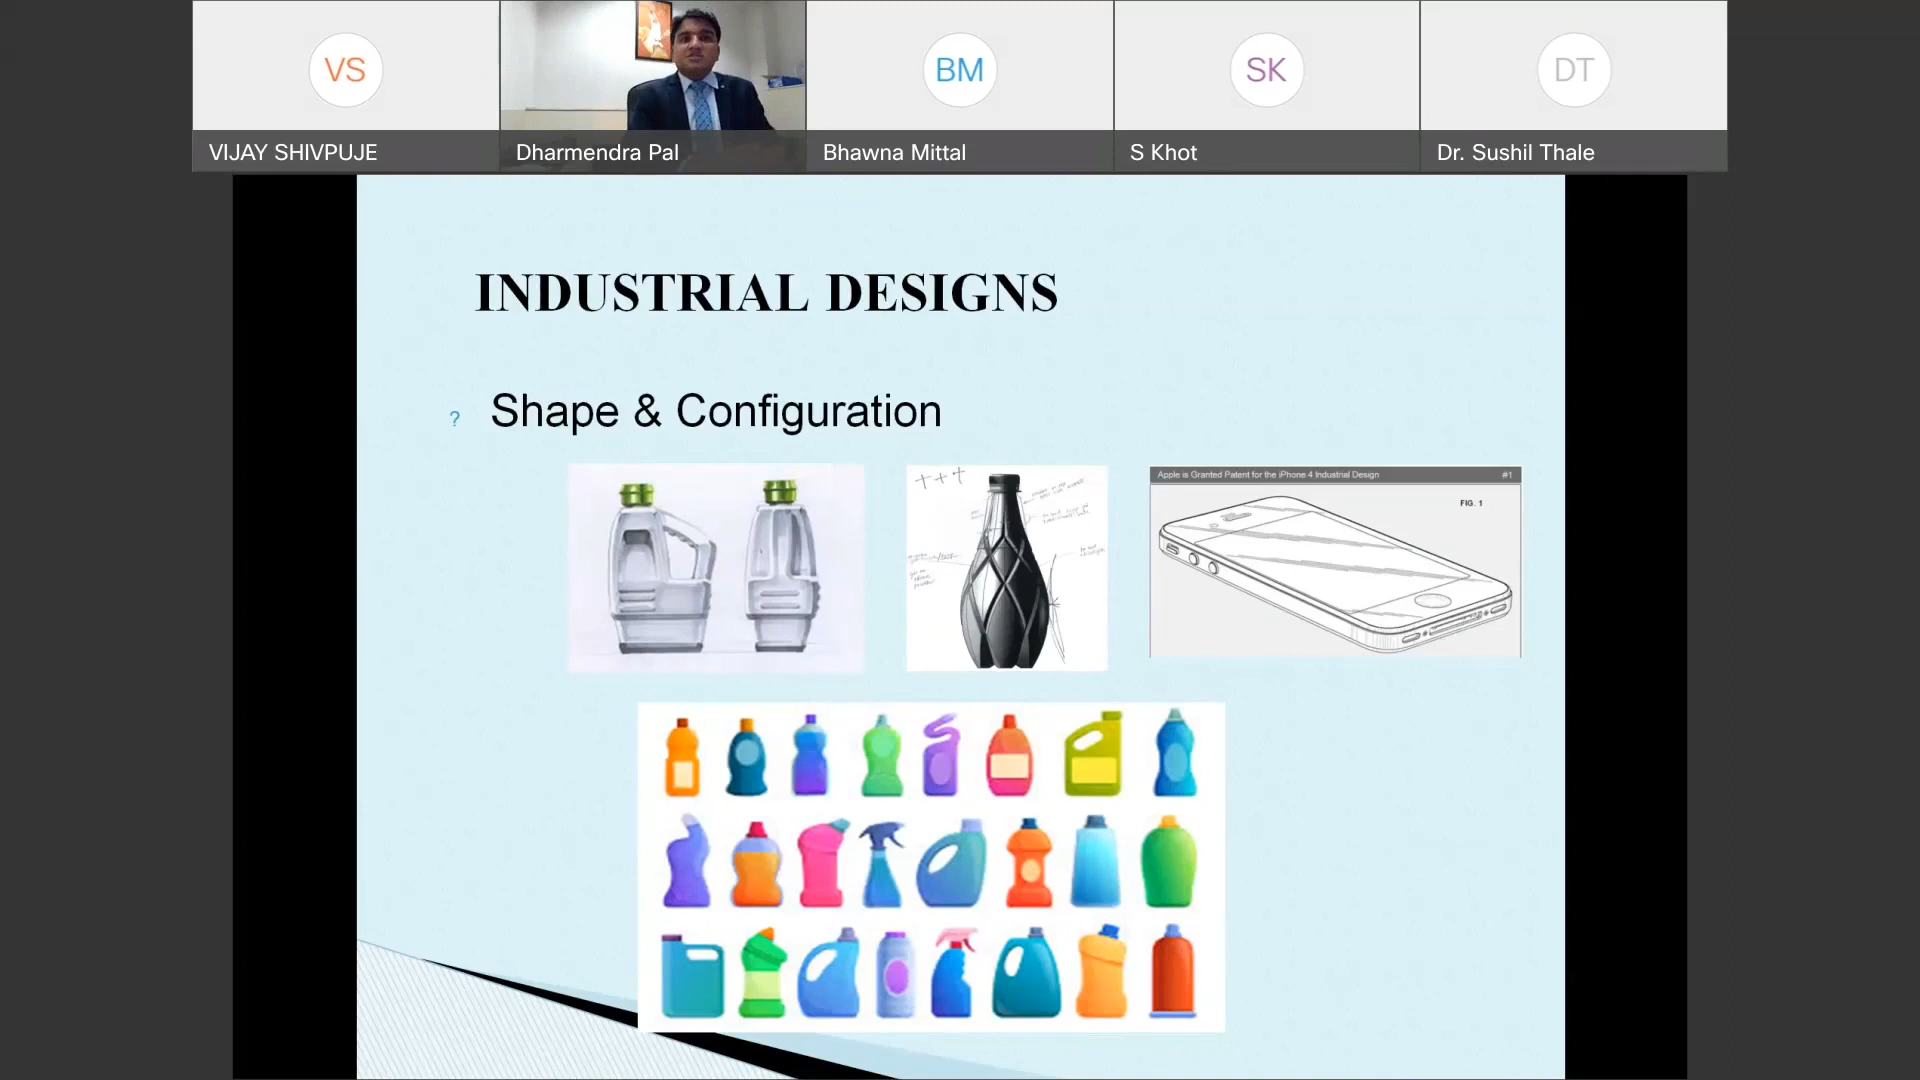 VS
BM
SK
DT
VIJAY SHIVPUJE
Dharmendra Pal
Bhawna Mittal
S Khot
Dr. Sushil Thale
INDUSTRIAL DESIGNS
? Shape & Configuration
Apple is Granted Patent for the iPhone 4 Industrial Design #1
FIG. 1